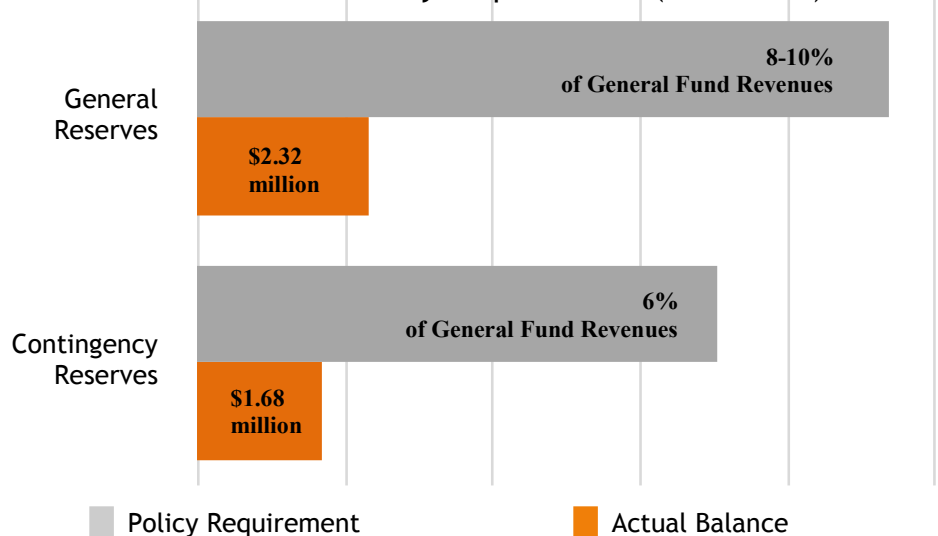 8-10%
of General Fund Revenues
General
Reserves
$2.32
million
6%
of General Fund Revenues
Contingency
Reserves
$1.68
million
Policy Requirement
Actual Balance